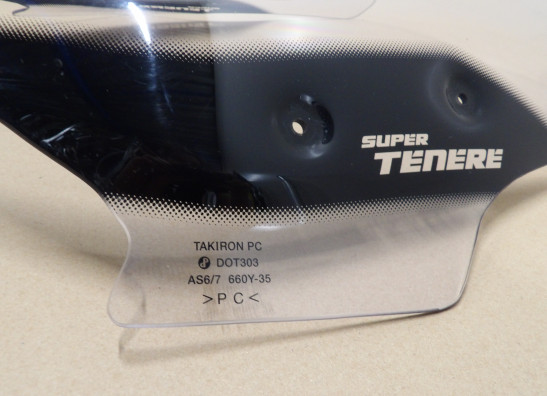 SUPER
TENERE
TAKIRON PC
DOT303
AS6/7 660Y-35
>PC<